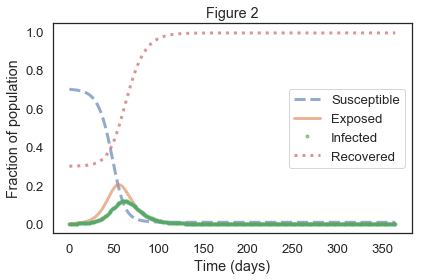 Figure 2
1.0
0.8
0.6
0.4
0.2
0.0
Fraction of population
Susceptible
Exposed
Infected
Recovered
0 50 100 150 200 250 300 350
Time (days)